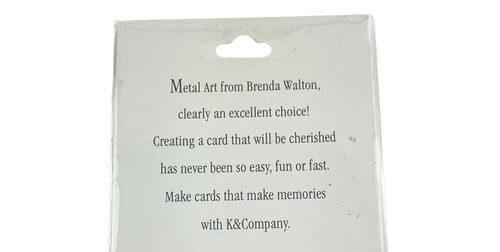 Metal Art from Brenda Walton,
clearly an excellent choice!
Creating a card that will be cherished
has never been so easy, fun or fast.
Make cards that make memories
with K&Company.